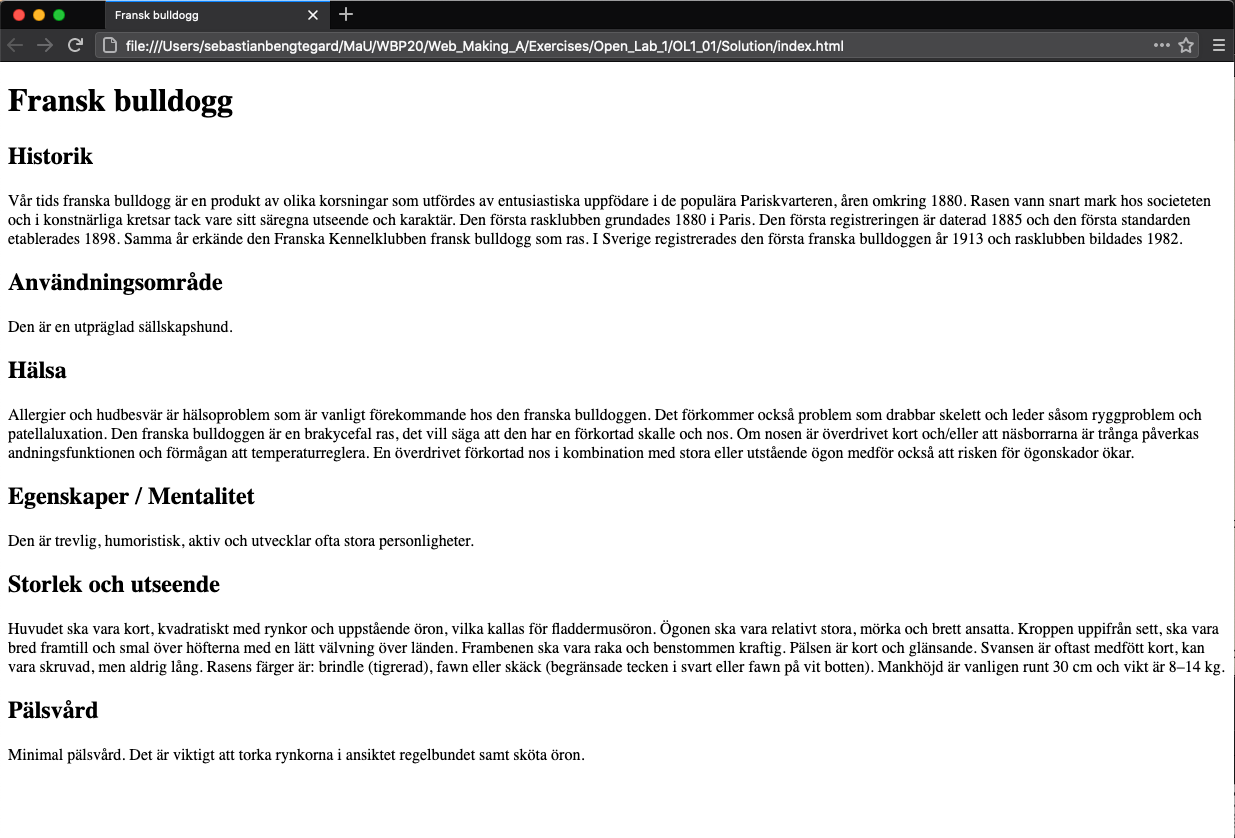 Fransk bulldogg
file:///Users/sebastianbengtegard/MaU/WBP20/Web_Making_A/Exercises/Open_Lab_1/OL1_01/Solution/index.html
Fransk bulldogg
Historik
Vår tids franska bulldogg är en produkt av olika korsningar som utfördes av entusiastiska uppfödare i de populära Pariskvarteren, åren omkring 1880. Rasen vann snart mark hos societeten
och i konstnärliga kretsar tack vare sitt säregna utseende och karaktär. Den första rasklubben grundades 1880 i Paris. Den första registreringen är daterad 1885 och den första standarden
etablerades 1898. Samma år erkände den Franska Kennelklubben fransk bulldogg som ras. I Sverige registrerades den första franska bulldoggen år 1913 och rasklubben bildades 1982.
Användningsområde
Den är en utpräglad sällskapshund.
Hälsa
Allergier och hudbesvär är hälsoproblem som är vanligt förekommande hos den franska bulldoggen. Det förkommer också problem som drabbar skelett och leder såsom ryggproblem och
patellaluxation. Den franska bulldoggen är en brakycefal ras, det vill säga att den har en förkortad skalle och nos. Om nosen är överdrivet kort och/eller att näsborrarna är trånga påverkas
andningsfunktionen och förmågan att temperaturreglera. En överdrivet förkortad nos i kombination med stora eller utstående ögon medför också att risken för ögonskador ökar.
Egenskaper / Mentalitet
Den är trevlig, humoristisk, aktiv och utvecklar ofta stora personligheter.
Storlek och utseende
Huvudet ska vara kort, kvadratiskt med rynkor och uppstående öron, vilka kallas för fladdermusöron. Ögonen ska vara relativt stora, mörka och brett ansatta. Kroppen uppifrån sett, ska vara
bred framtill och smal över höfterna med en lätt välvning över länden. Frambenen ska vara raka och benstommen kraftig. Pälsen är kort och glänsande. Svansen är oftast medfött kort, kan
vara skruvad, men aldrig lång. Rasens färger är: brindle (tigrerad), fawn eller skäck (begränsade tecken i svart eller fawn på vit botten). Mankhöjd är vanligen runt 30 cm och vikt är 8–14 kg.
Pälsvård
Minimal pälsvård. Det är viktigt att torka rynkorna i ansiktet regelbundet samt sköta öron.